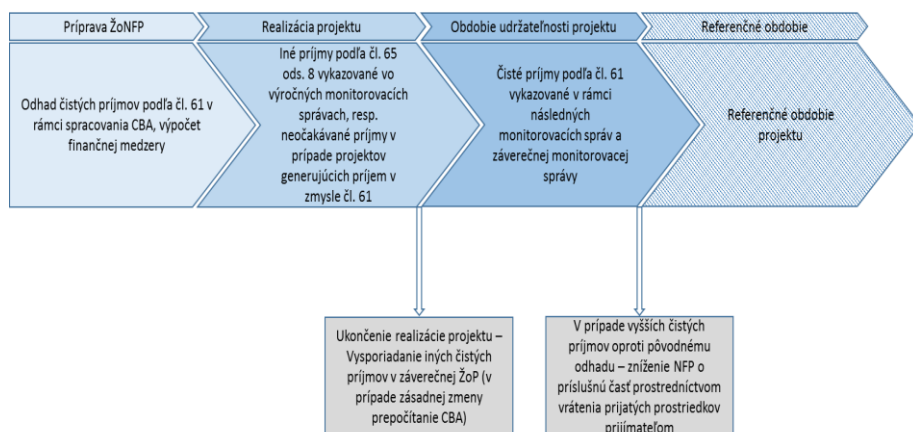 Príprava ŽoNFP
Realizácia projektu
Obdobie udržateľnosti projektu
Referenčné obdobie
Odhad čistých príjmov podľa čl. 61 v
rámci spracovania CBA, výpočet
finančnej medzery
Iné príjmy podľa čl. 65
ods. 8 vykazované vo
výročných monitorovacích
správach, resp.
neočakávané príjmy v
prípade projektov
generujúcich príjem v
zmysle čl. 61
Čisté príjmy podľa čl. 61
vykazované v rámci
následných
monitorovacích správ a
záverečnej monitorovacej
správy
Referenčné obdobie
projektu
Ukončenie realizácie projektu –
Vysporiadanie iných čistých
príjmov v záverečnej ŽoP (v
prípade zásadnej zmeny
prepočítanie CBA)
V prípade vyšších čistých
príjmov oproti pôvodnému
odhadu – zníženie NFP o
príslušnú časť prostredníctvom
vrátenia prijatých prostriedkov
prijímateľom